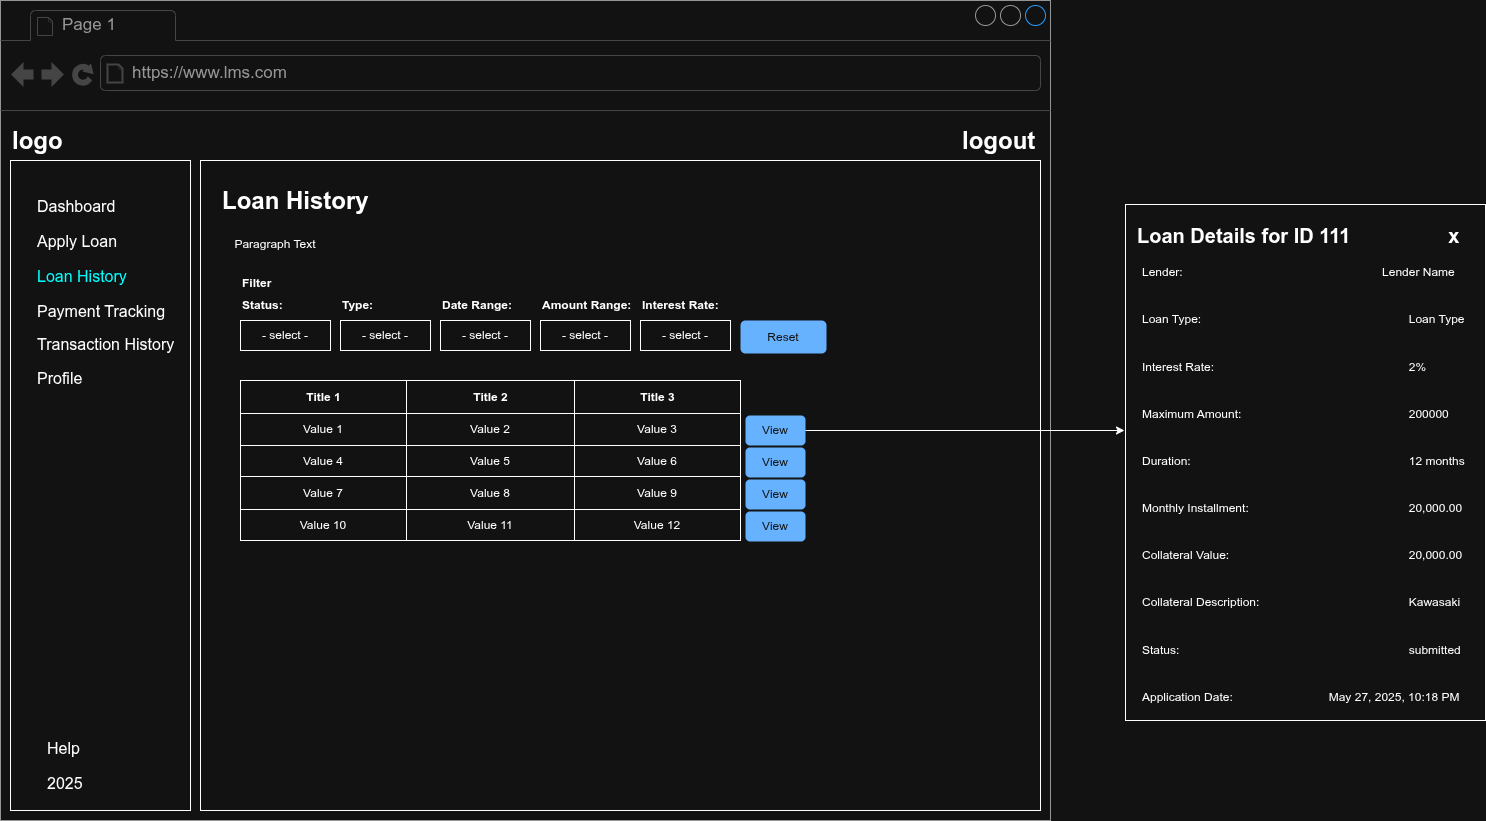 Page 1
https://www.lms.com
logo
logout
Dashboard
Apply Loan
Loan History
Payment Tracking
Transaction History
Profile
Help
2025
Loan History
Paragraph Text
Filter
Status: Type: Date Range: Amount Range: Interest Rate:
- select - - select - - select - - select - - select - Reset
Title 1 Title 2 Title 3
Value 1 Value 2 Value 3 View
Value 4 Value 5 Value 6 View
Value 7 Value 8 Value 9 View
Value 10 Value 11 Value 12 View
Loan Details for ID 111 x
Lender: Lender Name
Loan Type: Loan Type
Interest Rate: 2%
Maximum Amount: 200000
Duration: 12 months
Monthly Installment: 20,000.00
Collateral Value: 20,000.00
Collateral Description: Kawasaki
Status: submitted
Application Date: May 27, 2025, 10:18 PM